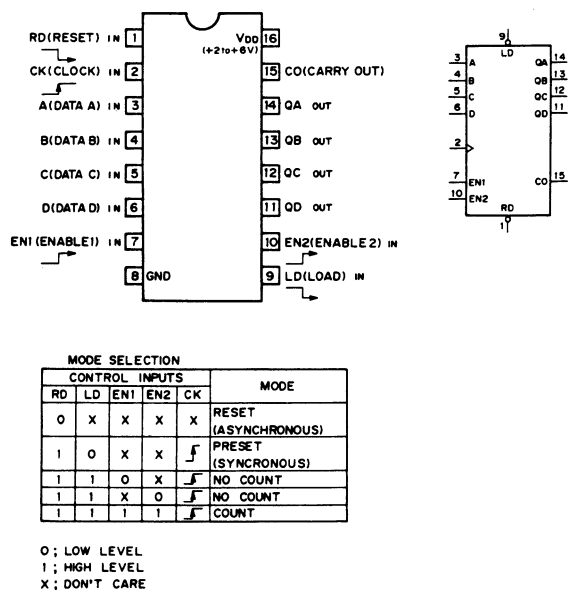 RD(RESET) IN 1
CK(CLOCK) IN 2
A(DATA A) IN 3
B(DATA B) IN 4
C(DATA C) IN 5
D(DATA D) IN 6
EN1(ENABLE1) IN 7
8 GND
VDD 16
(+2 to +6V)
15 CO(CARRY OUT)
14 QA OUT
13 QB OUT
12 QC OUT
11 QD OUT
10 EN2(ENABLE2) IN
9 LD(LOAD) IN
9
LD
3 A QA 14
4 B QB 13
5 C QC 12
6 D QD 11
2
7 EN1 CO 15
10 EN2
RD
1
MODE SELECTION
CONTROL INPUTS MODE
RD LD EN1 EN2 CK
0 X X X X RESET
(ASYNCHRONOUS)
1 0 X X PRESET
(SYNCRONOUS)
1 1 0 X NO COUNT
1 1 X 0 NO COUNT
1 1 1 1 COUNT
0 ; LOW LEVEL
1 ; HIGH LEVEL
X ; DON'T CARE